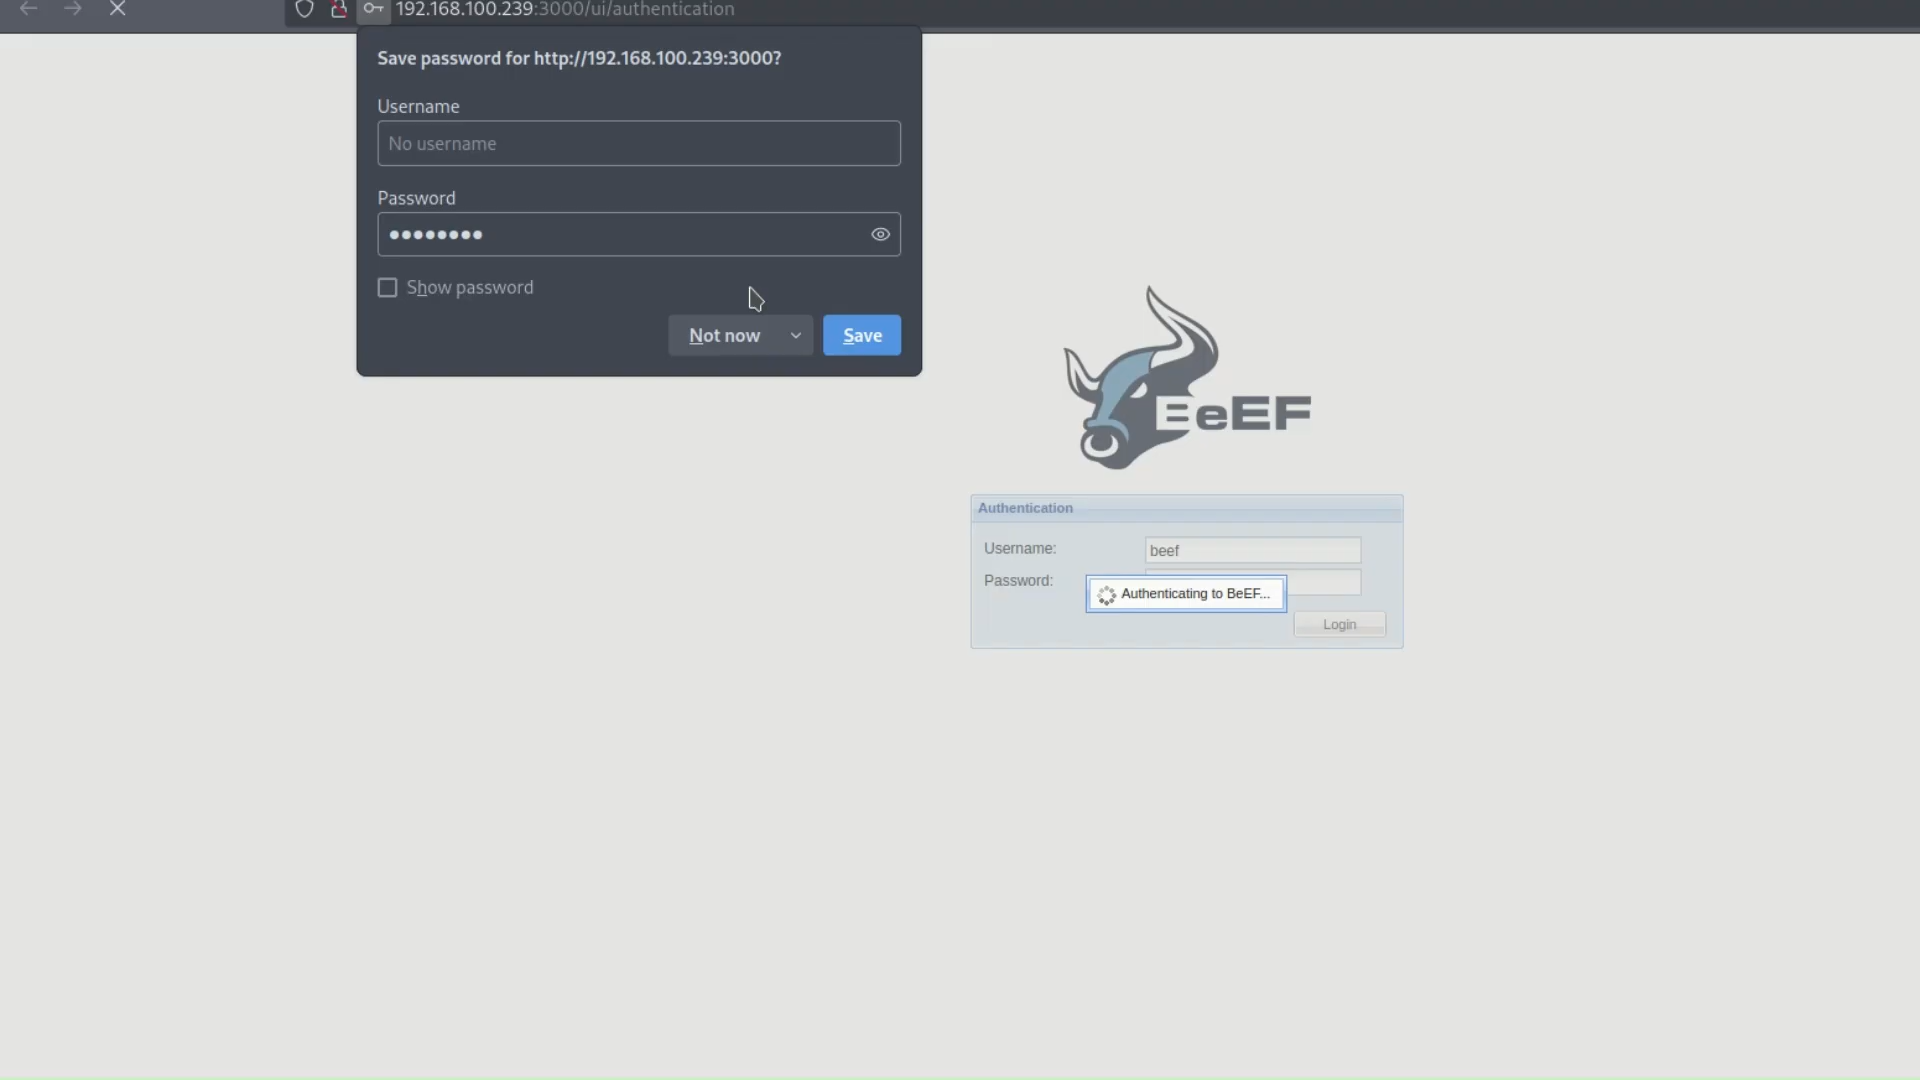 192.168.100.239:3000/ui/authentication
Save password for http://192.168.100.239:3000?
Username
No username
Password
Show password
Not now
Save
BeEF
Authentication
Username:
beef
Password:
Authenticating to BeEF...
Login